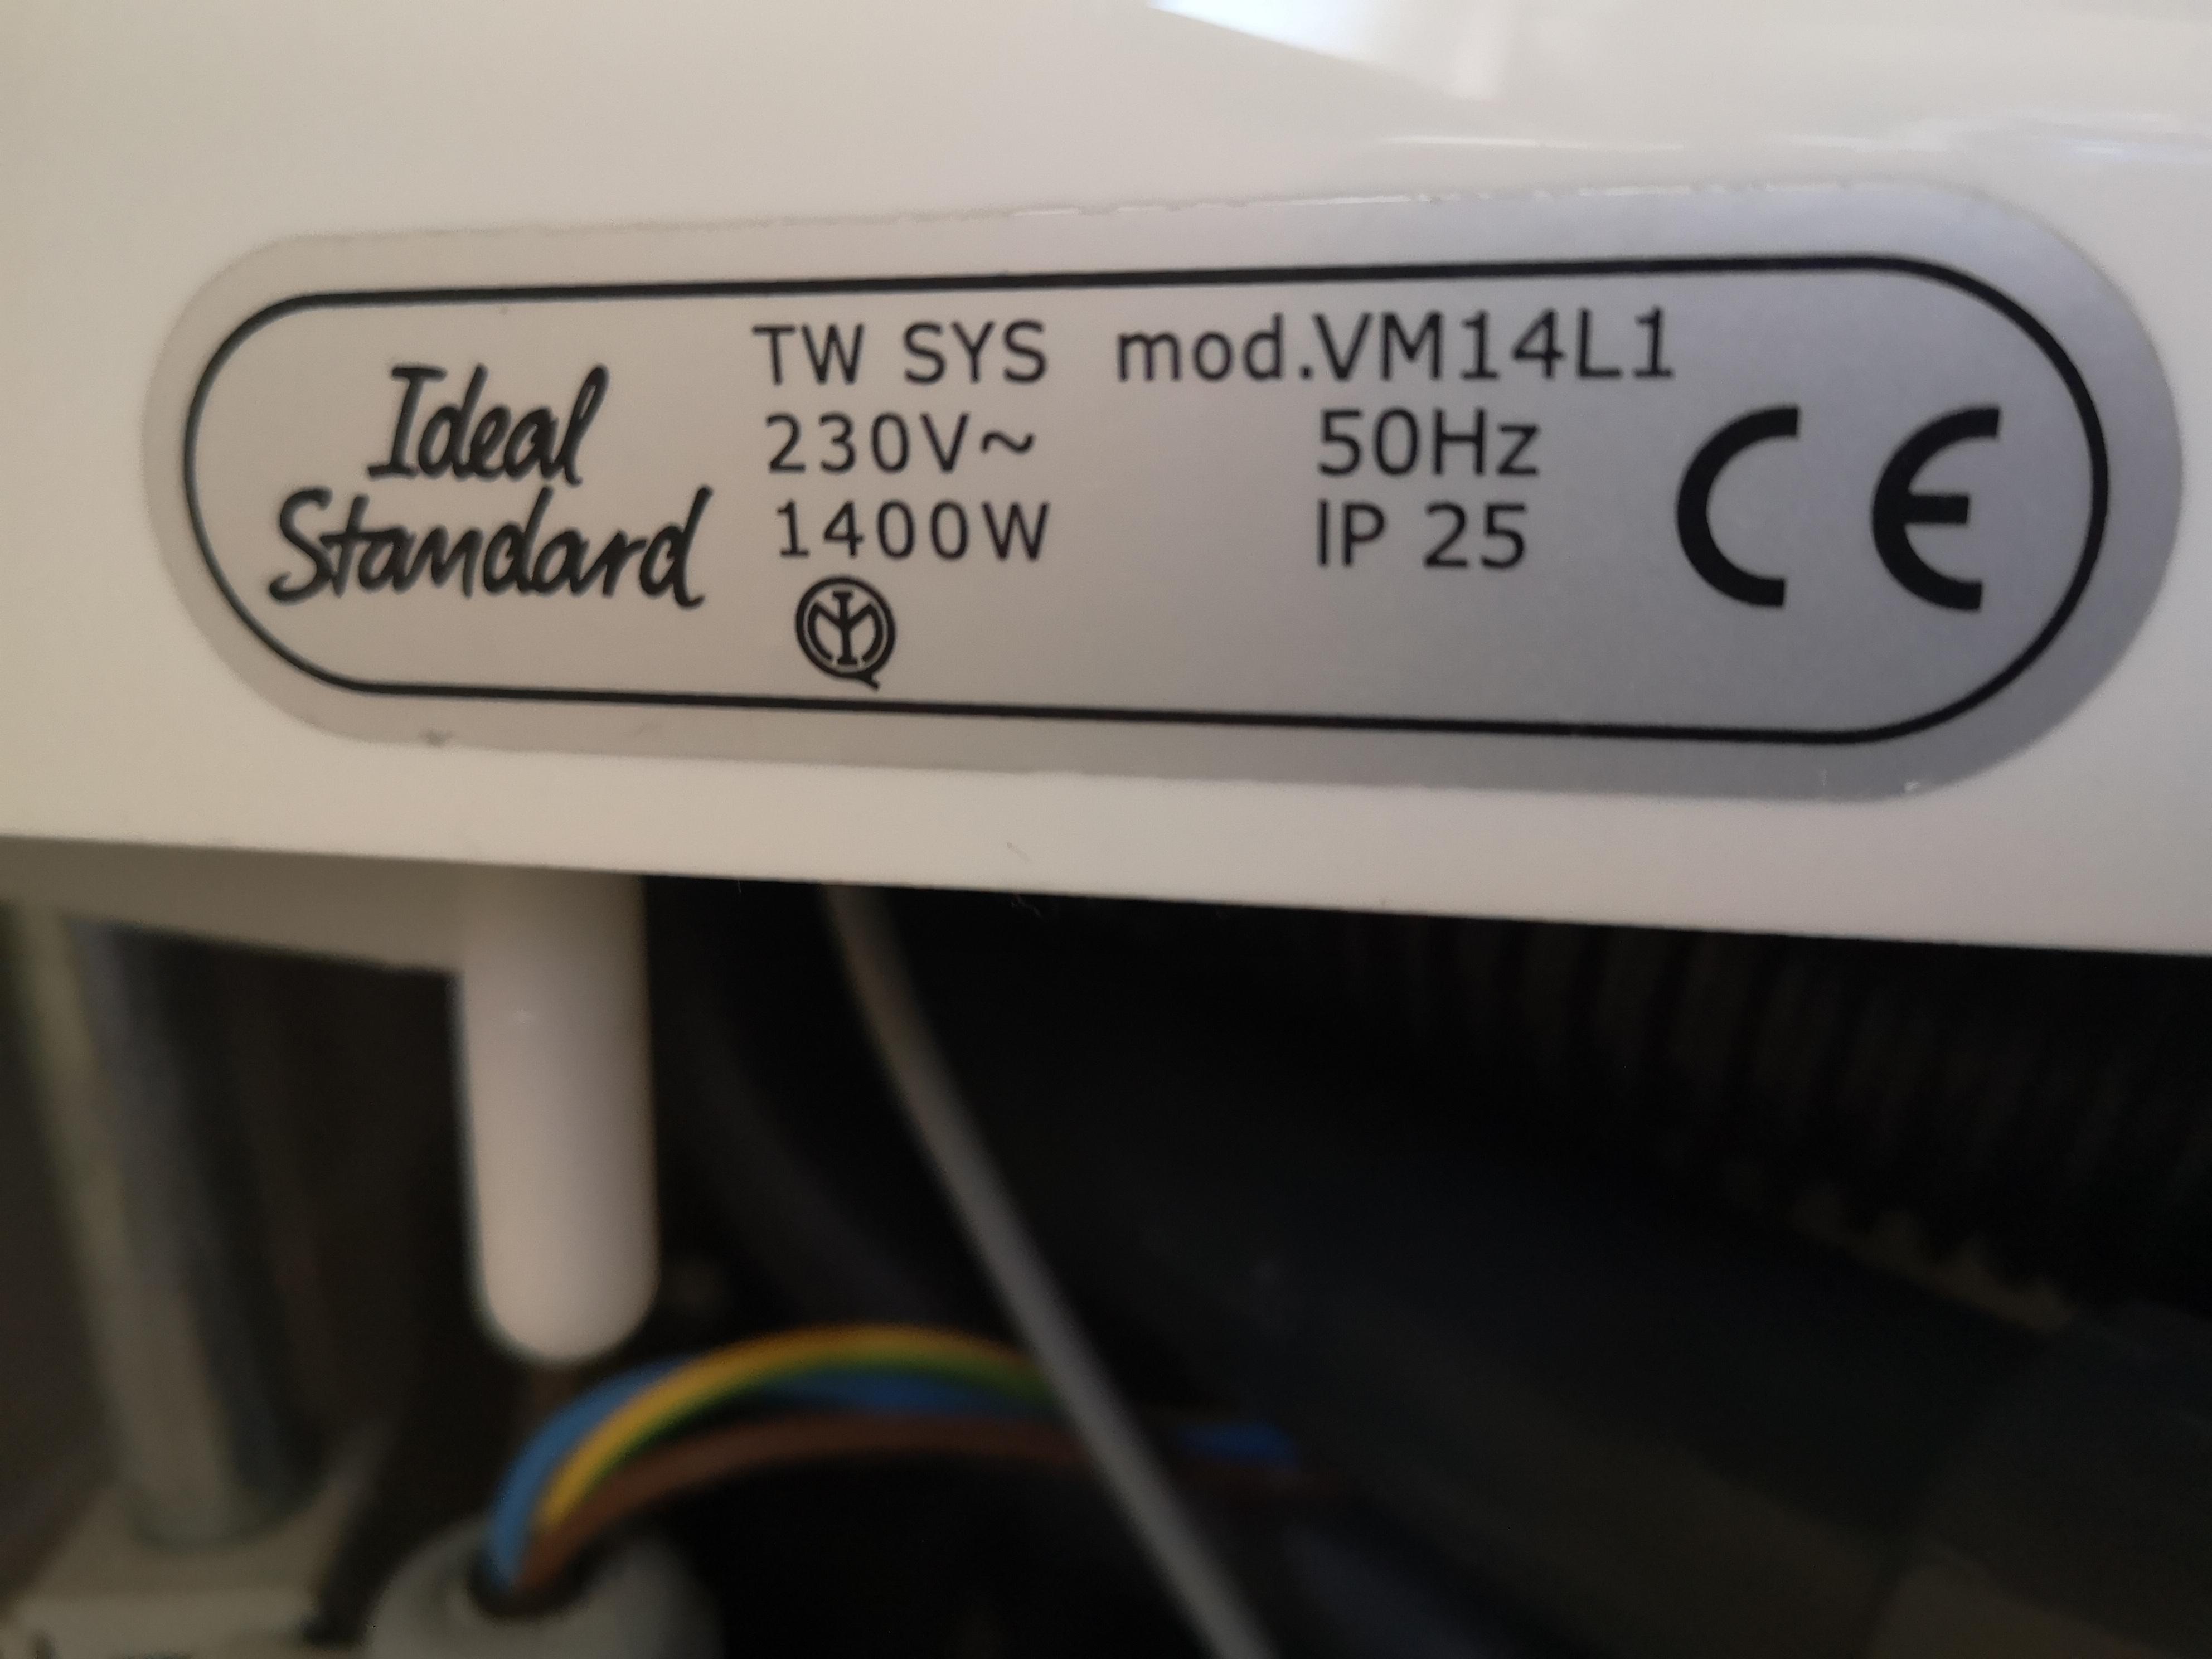 Ideal
Standard
TW SYS mod.VM14L1
230V~ 50Hz
1400W IP 25
CE